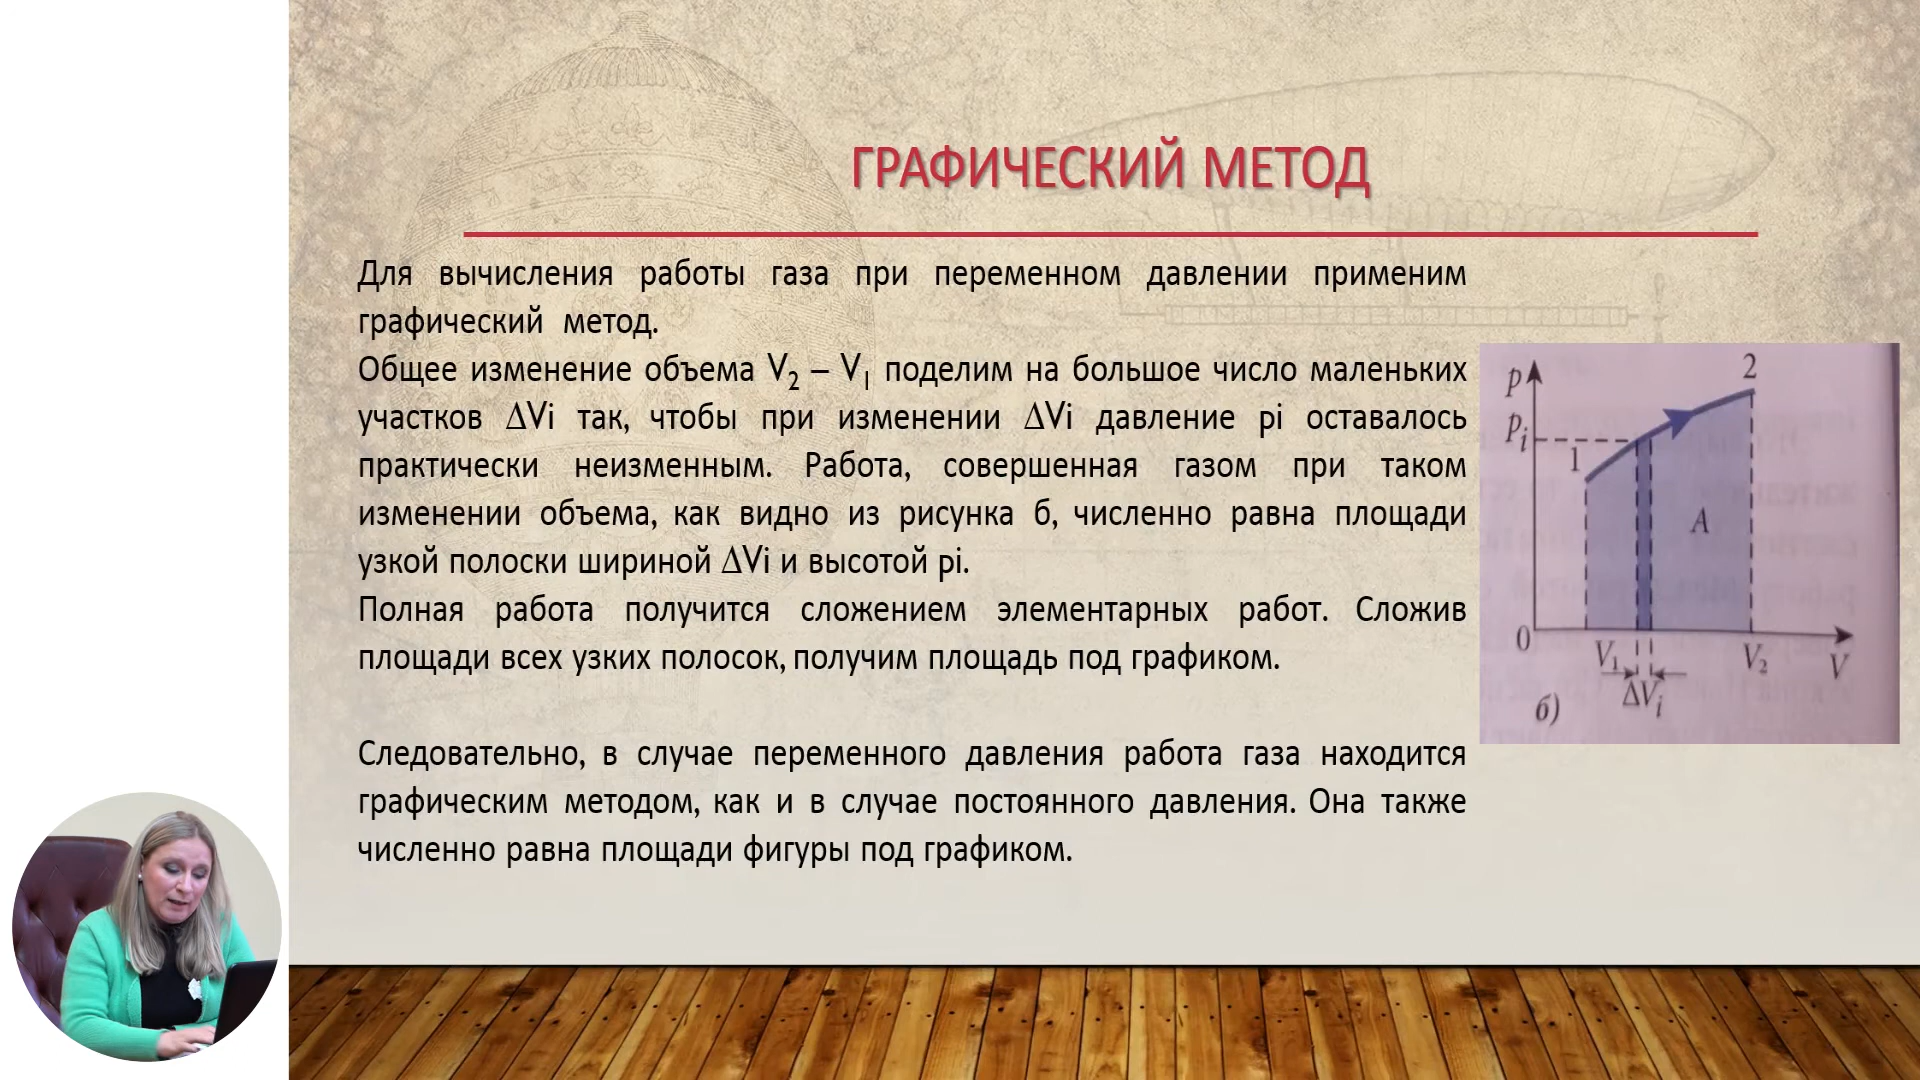 ГРАФИЧЕСКИЙ МЕТОД
Для вычисления работы газа при переменном давлении применим
графический метод.
Общее изменение объема V₂ – V₁ поделим на большое число маленьких
участков ΔVi так, чтобы при изменении ΔVi давление pi оставалось
практически неизменным. Работа, совершенная газом при таком
изменении объема, как видно из рисунка б, численно равна площади
узкой полоски шириной ΔVi и высотой pi.
Полная работа получится сложением элементарных работ. Сложив
площади всех узких полосок, получим площадь под графиком.
Следовательно, в случае переменного давления работа газа находится
графическим методом, как и в случае постоянного давления. Она также
численно равна площади фигуры под графиком.
p
2
pᵢ
1
A
0
V₁
V₂
V
ΔVᵢ
б)